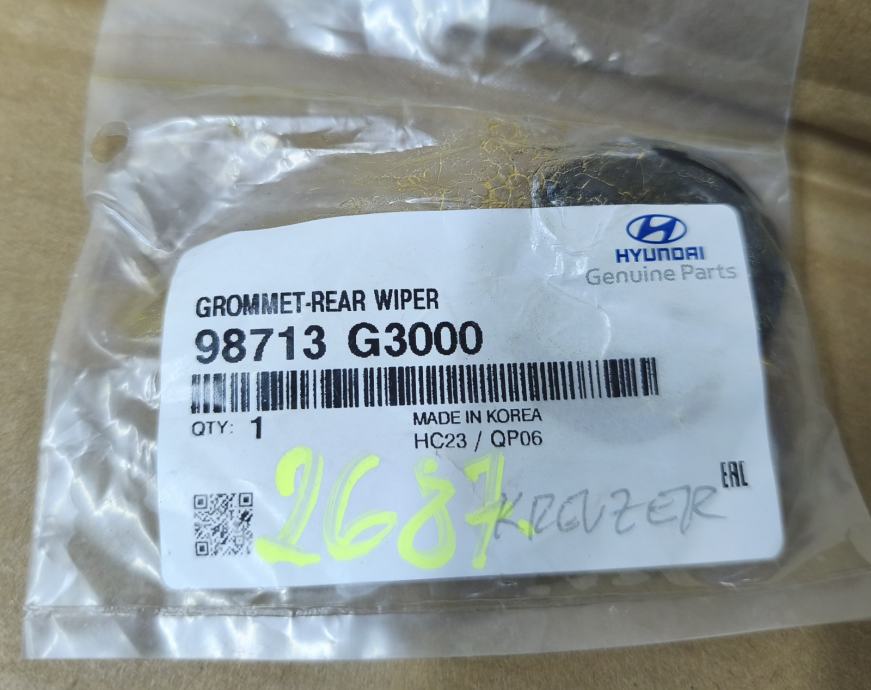 HYUNDAI
Genuine Parts
GROMMET-REAR WIPER
98713 G3000
QTY: 1
MADE IN KOREA
HC23 / QP06
EAC
2687
KREUZER